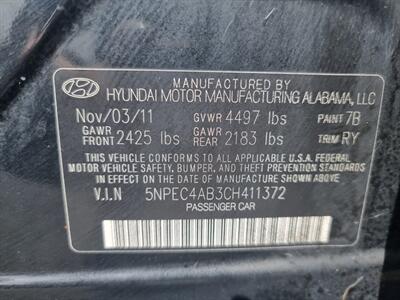 MANUFACTURED BY
HYUNDAI MOTOR MANUFACTURING ALABAMA, LLC
Nov/03/11 GVWR 4497 lbs PAINT 7B
GAWR FRONT 2425 lbs GAWR REAR 2183 lbs TRIM RY
THIS VEHICLE CONFORMS TO ALL APPLICABLE U.S.A. FEDERAL
MOTOR VEHICLE SAFETY, BUMPER, AND THEFT PREVENTION STANDARDS
IN EFFECT ON THE DATE OF MANUFACTURE SHOWN ABOVE.
V.I.N 5NPEC4AB3CH411372
PASSENGER CAR